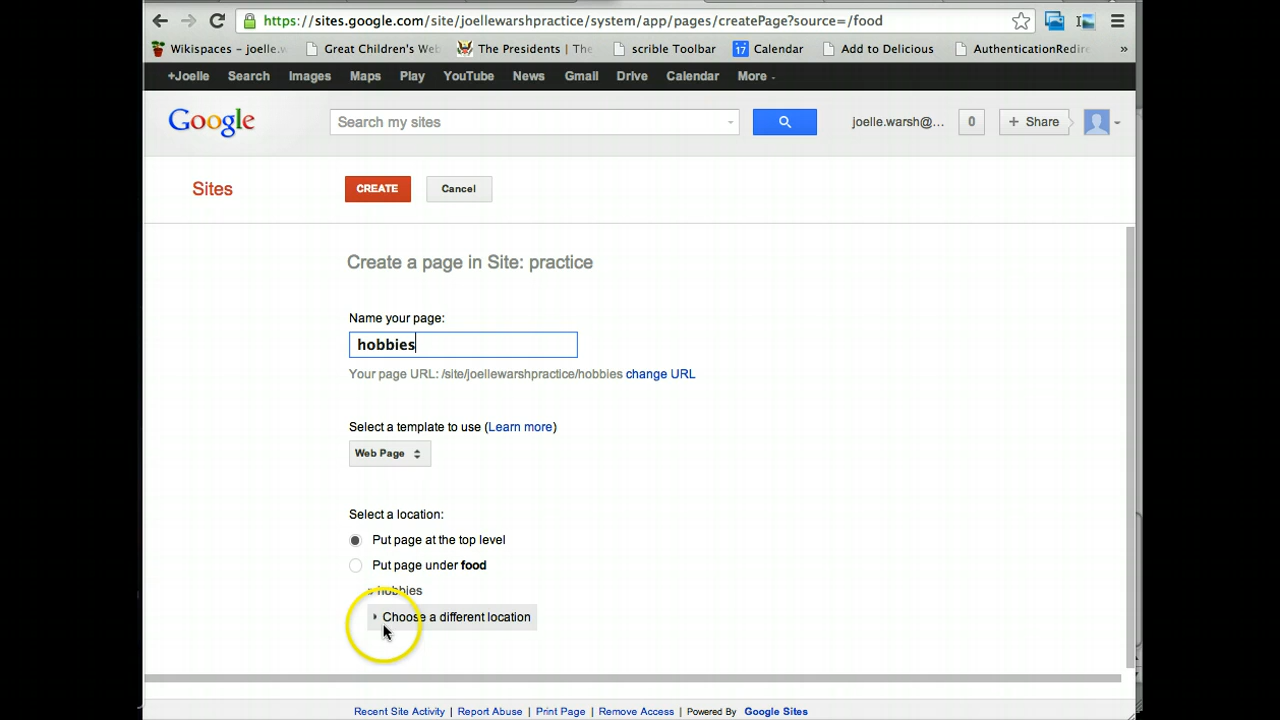 https://sites.google.com/site/joellewarshpractice/system/app/pages/createPage?source=/food
Wikispaces – joelle.w Great Children's Web The Presidents | The scrible Toolbar 17 Calendar Add to Delicious AuthenticationRedire »
+Joelle Search Images Maps Play YouTube News Gmail Drive Calendar More
Google Search my sites joelle.warsh@... 0 + Share
Sites CREATE Cancel
Create a page in Site: practice
Name your page:
hobbies
Your page URL: /site/joellewarshpractice/hobbies change URL
Select a template to use (Learn more)
Web Page
Select a location:
Put page at the top level
Put page under food
hobbies
Choose a different location
Recent Site Activity | Report Abuse | Print Page | Remove Access | Powered By Google Sites